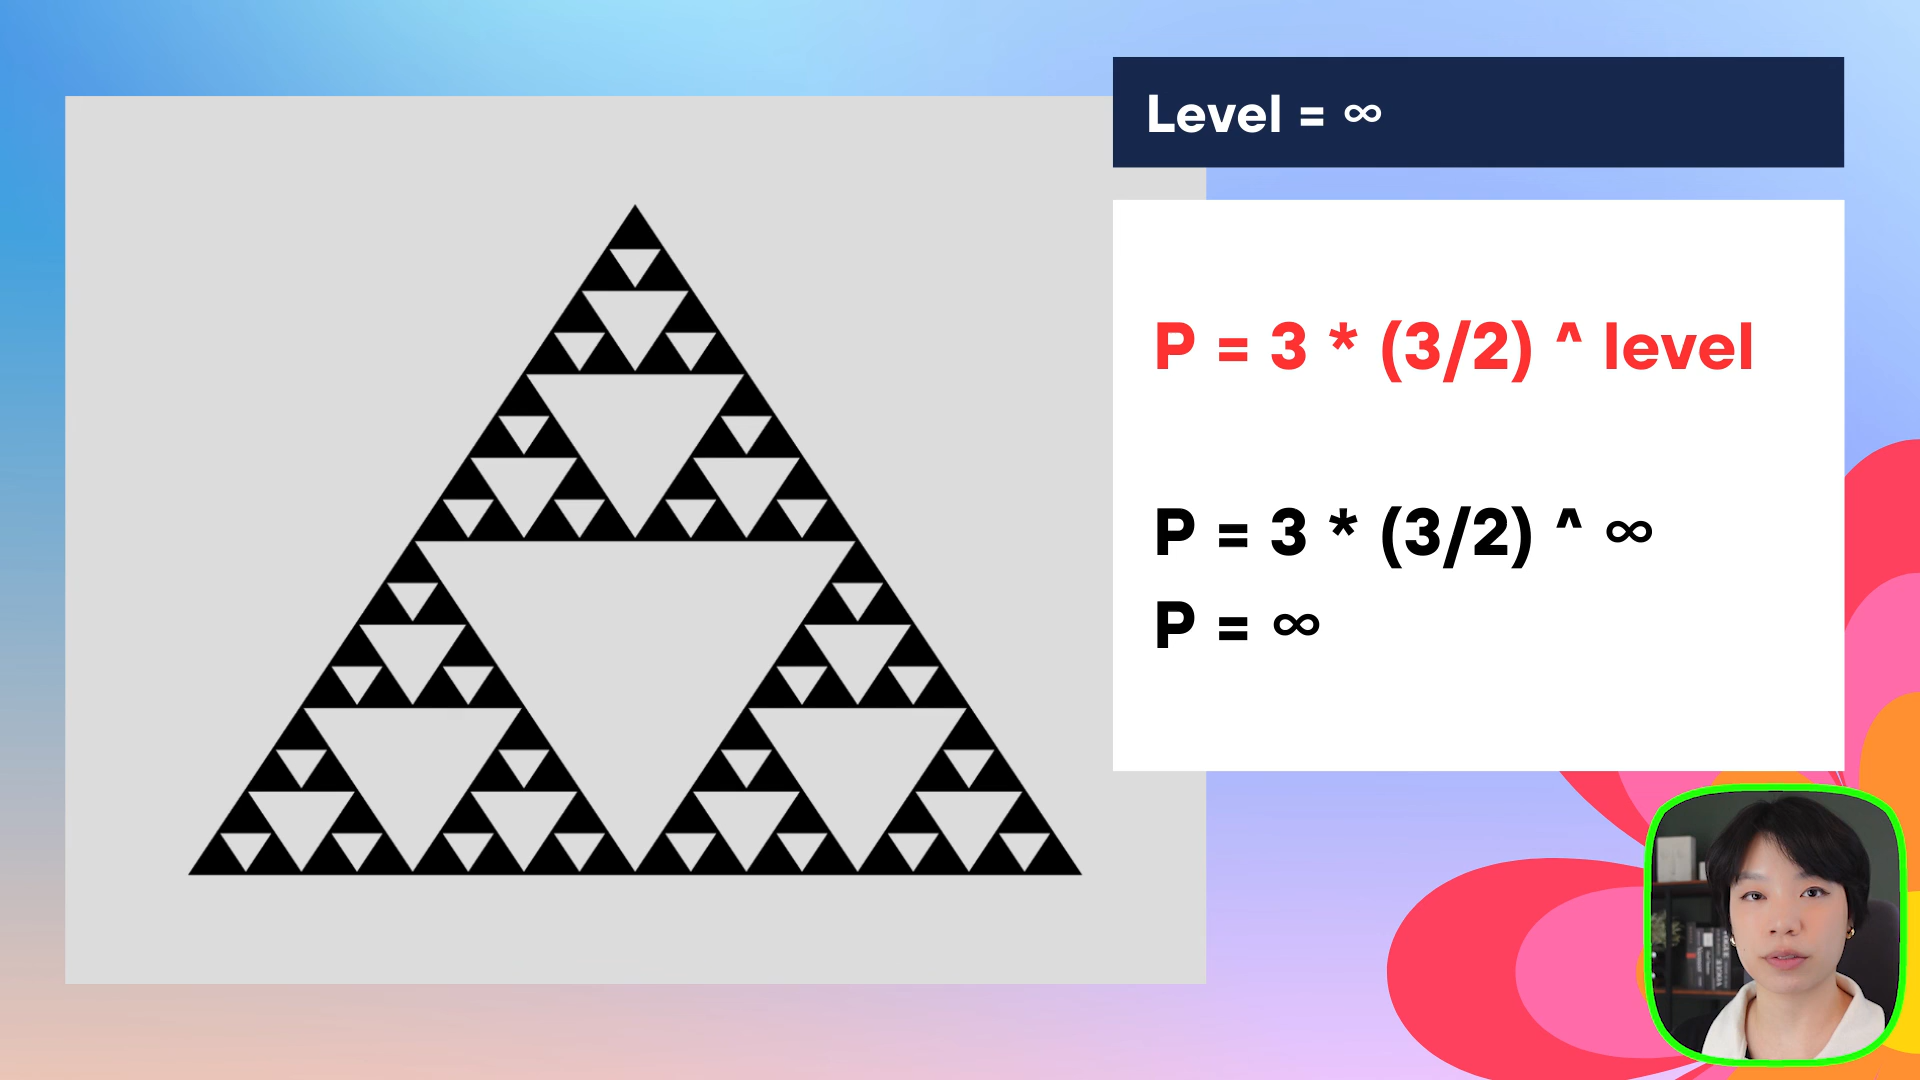 Level = ∞
P = 3 * (3/2) ^ level
P = 3 * (3/2) ^ ∞
P = ∞